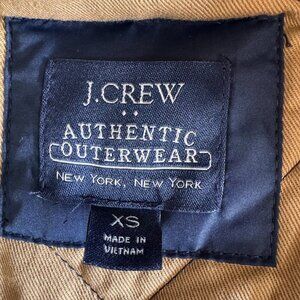 J.CREW
AUTHENTIC
OUTERWEAR
NEW YORK, NEW YORK
XS
MADE IN
VIETNAM